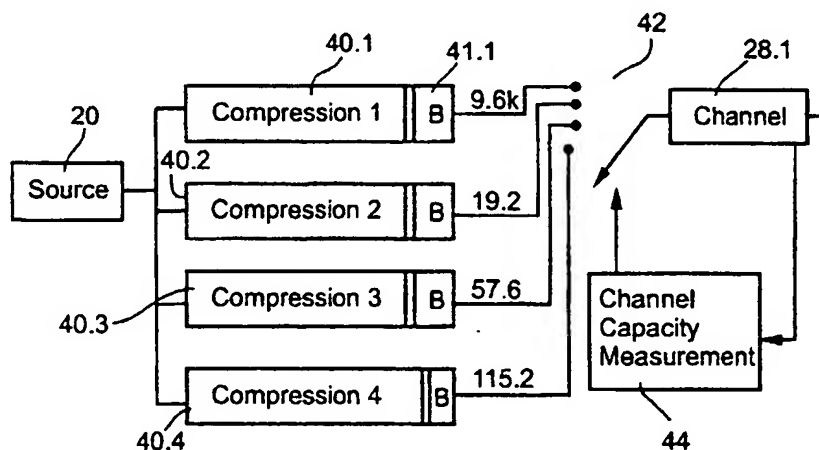 40.1
41.1
42
28.1
Compression 1
B
9.6k
Channel
20
40.2
Source
Compression 2
B
19.2
Compression 3
B
57.6
40.3
Channel
Capacity
Measurement
Compression 4
B
115.2
40.4
44